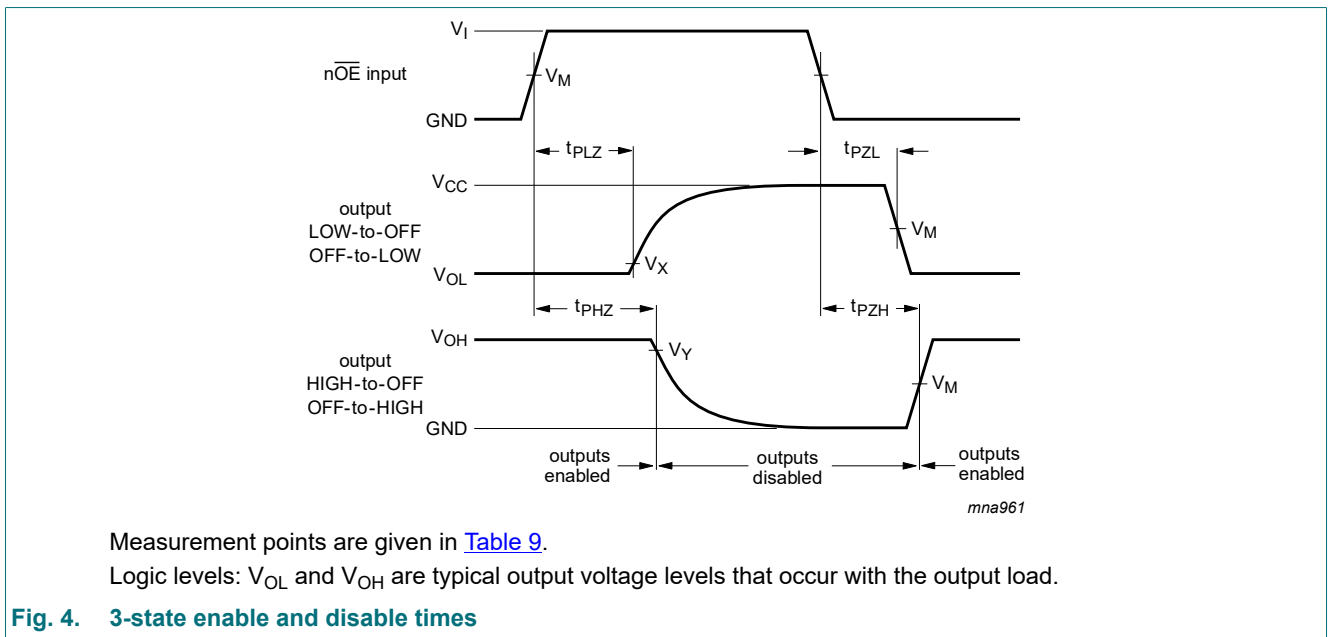 V_I
nOE input
V_M
GND
t_PLZ
t_PZL
V_CC
output
LOW-to-OFF
OFF-to-LOW
V_M
V_X
V_OL
t_PHZ
t_PZH
V_OH
output
HIGH-to-OFF
OFF-to-HIGH
V_Y
V_M
GND
outputs
enabled
outputs
disabled
outputs
enabled
mna961
Measurement points are given in Table 9.
Logic levels: V_OL and V_OH are typical output voltage levels that occur with the output load.
Fig. 4. 3-state enable and disable times